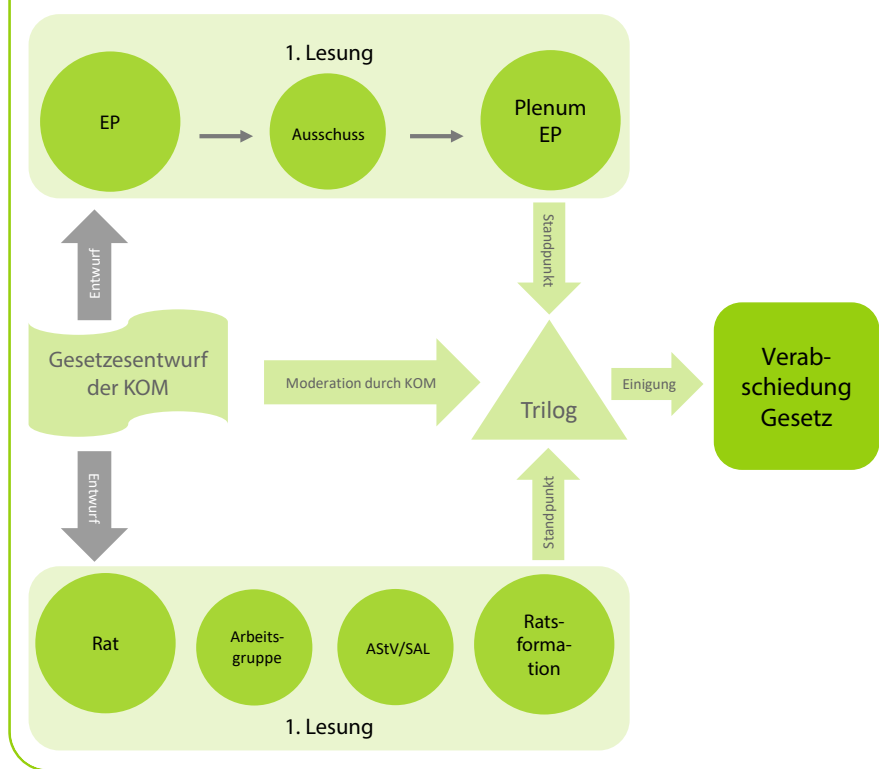 1. Lesung
EP
Ausschuss
Plenum
EP
Entwurf
Standpunkt
Gesetzesentwurf
der KOM
Moderation durch KOM
Trilog
Einigung
Verab-
schiedung
Gesetz
Entwurf
Standpunkt
Rat
Arbeits-
gruppe
AStV/SAL
Rats-
forma-
tion
1. Lesung